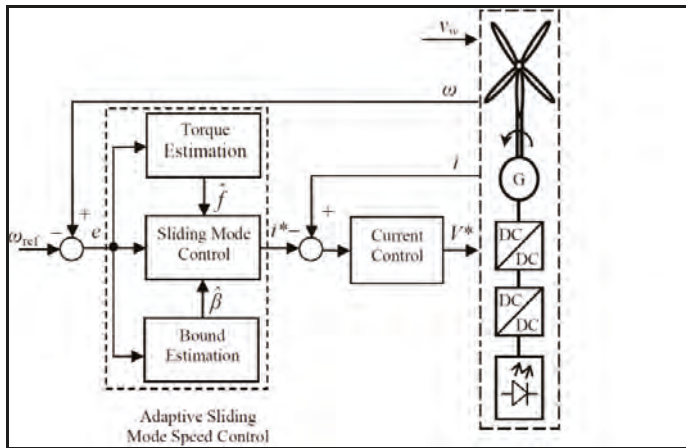 v_w
ω
Torque
Estimation
i
G
+
f̂
+
ω_ref
−
e
Sliding Mode
Control
i*
−
Current
Control
V*
DC
DC
β̂
DC
DC
Bound
Estimation
Adaptive Sliding
Mode Speed Control